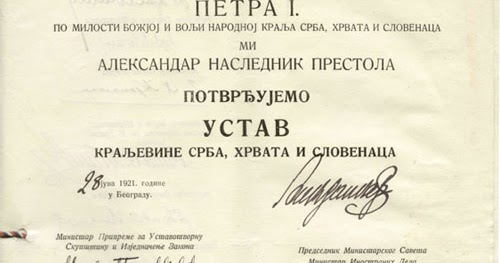 ПЕТРА I.
ПО МИЛОСТИ БОЖЈОЈ И ВОЉИ НАРОДНОЈ КРАЉА СРБА, ХРВАТА И СЛОВЕНАЦА
МИ
АЛЕКСАНДАР НАСЛЕДНИК ПРЕСТОЛА
ПОТВРЂУЈЕМО
УСТАВ
КРАЉЕВИНЕ СРБА, ХРВАТА И СЛОВЕНАЦА
28 јуна 1921. године
у Београду.
Министар Припреме за Уставотворну
Скупштину и Изједначење Закона
Председник Министарског Савета
Министар Иностраних Дела